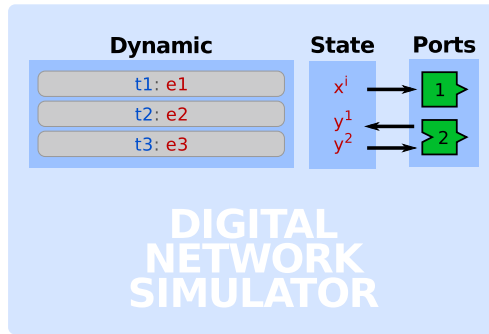 Dynamic State Ports
t1: e1
t2: e2
t3: e3
xⁱ
y¹
y²
1
2
DIGITAL
NETWORK
SIMULATOR